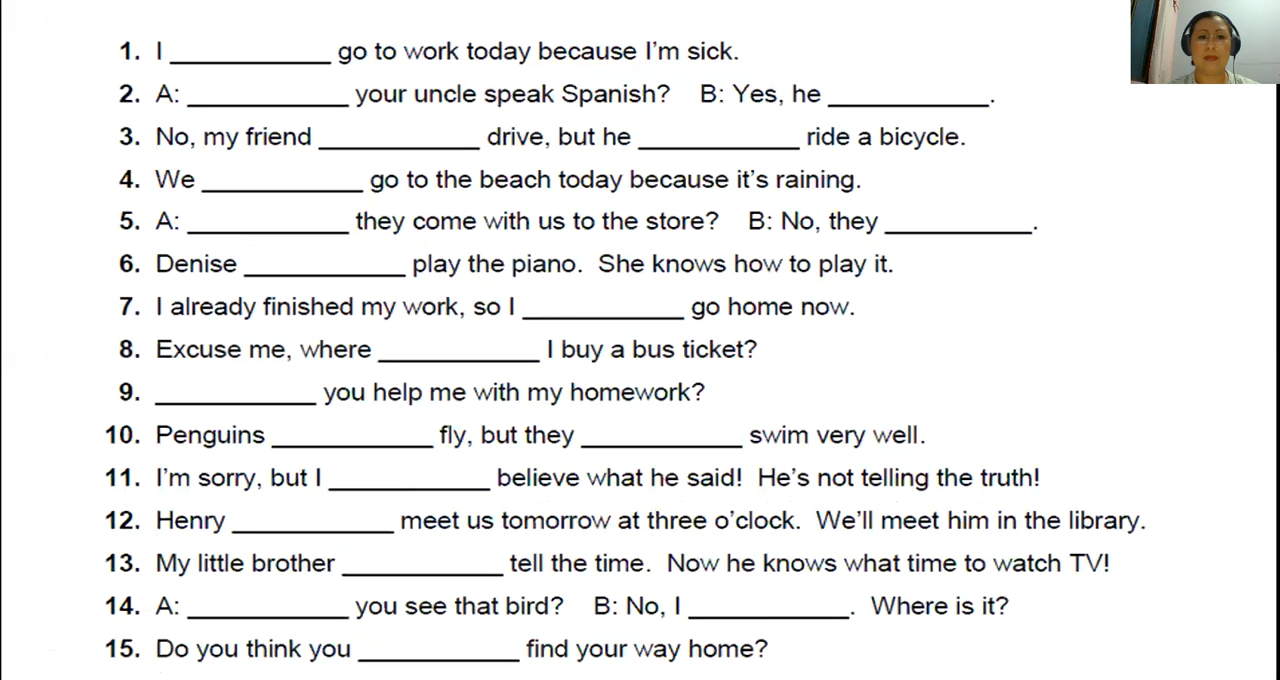 1. I ____________ go to work today because I'm sick.
2. A: ____________ your uncle speak Spanish? B: Yes, he ____________.
3. No, my friend ____________ drive, but he ____________ ride a bicycle.
4. We ____________ go to the beach today because it's raining.
5. A: ____________ they come with us to the store? B: No, they ___________.
6. Denise ____________ play the piano. She knows how to play it.
7. I already finished my work, so I ____________ go home now.
8. Excuse me, where ____________ I buy a bus ticket?
9. ____________ you help me with my homework?
10. Penguins ____________ fly, but they ____________ swim very well.
11. I'm sorry, but I ____________ believe what he said! He's not telling the truth!
12. Henry ____________ meet us tomorrow at three o'clock. We'll meet him in the library.
13. My little brother ____________ tell the time. Now he knows what time to watch TV!
14. A: ____________ you see that bird? B: No, I ____________. Where is it?
15. Do you think you ____________ find your way home?